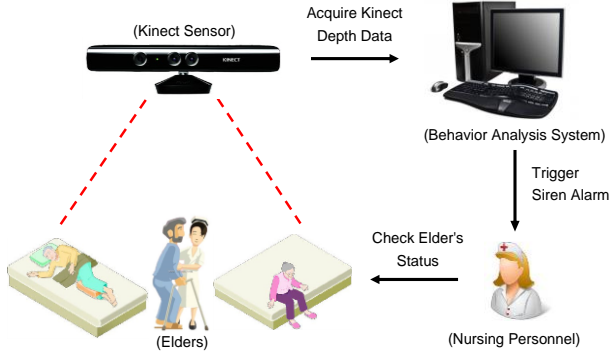 (Kinect Sensor)
KINECT
Acquire Kinect
Depth Data
(Behavior Analysis System)
Trigger
Siren Alarm
Check Elder's
Status
(Elders)
(Nursing Personnel)